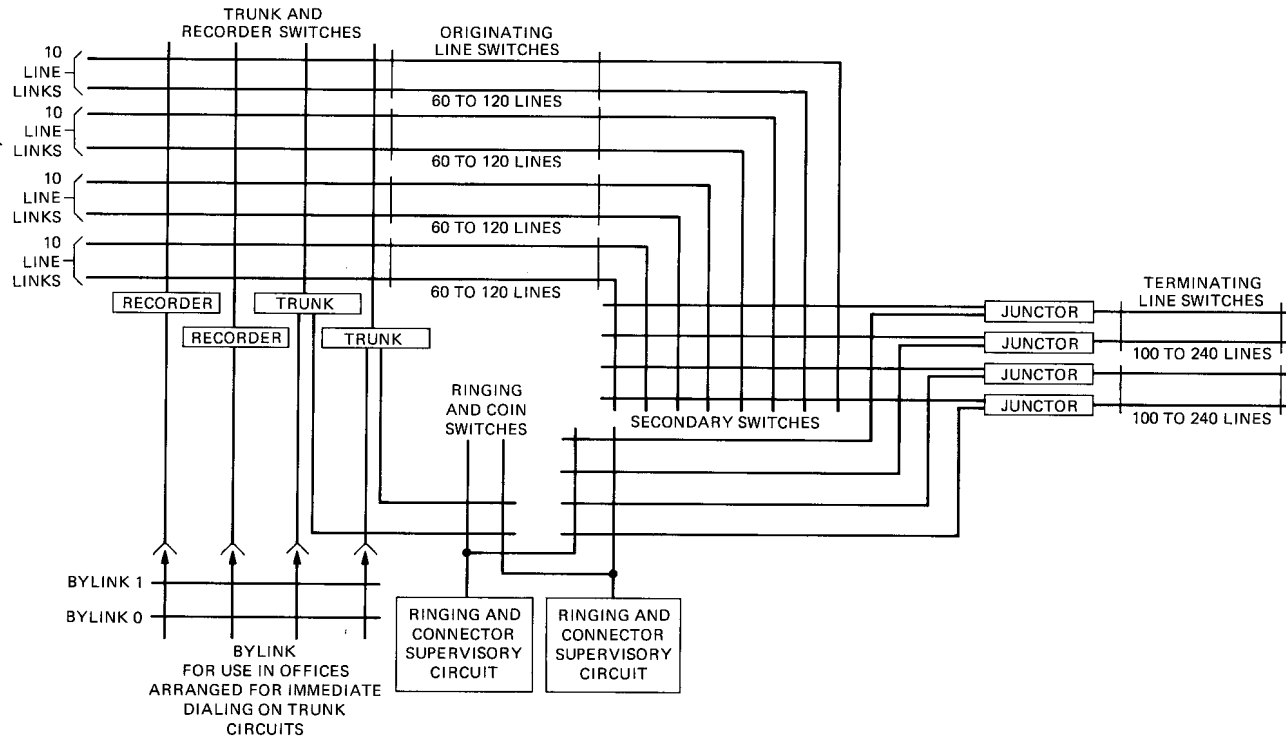 TRUNK AND
RECORDER SWITCHES
ORIGINATING
LINE SWITCHES
10
LINE
LINKS
60 TO 120 LINES
10
LINE
LINKS
60 TO 120 LINES
10
LINE
LINKS
60 TO 120 LINES
10
LINE
LINKS
60 TO 120 LINES
RECORDER
TRUNK
RECORDER
TRUNK
TERMINATING
LINE SWITCHES
JUNCTOR
JUNCTOR
100 TO 240 LINES
JUNCTOR
JUNCTOR
100 TO 240 LINES
RINGING
AND COIN
SWITCHES
SECONDARY SWITCHES
BYLINK 1
BYLINK 0
RINGING AND
CONNECTOR
SUPERVISORY
CIRCUIT
RINGING AND
CONNECTOR
SUPERVISORY
CIRCUIT
BYLINK
FOR USE IN OFFICES
ARRANGED FOR IMMEDIATE
DIALING ON TRUNK
CIRCUITS